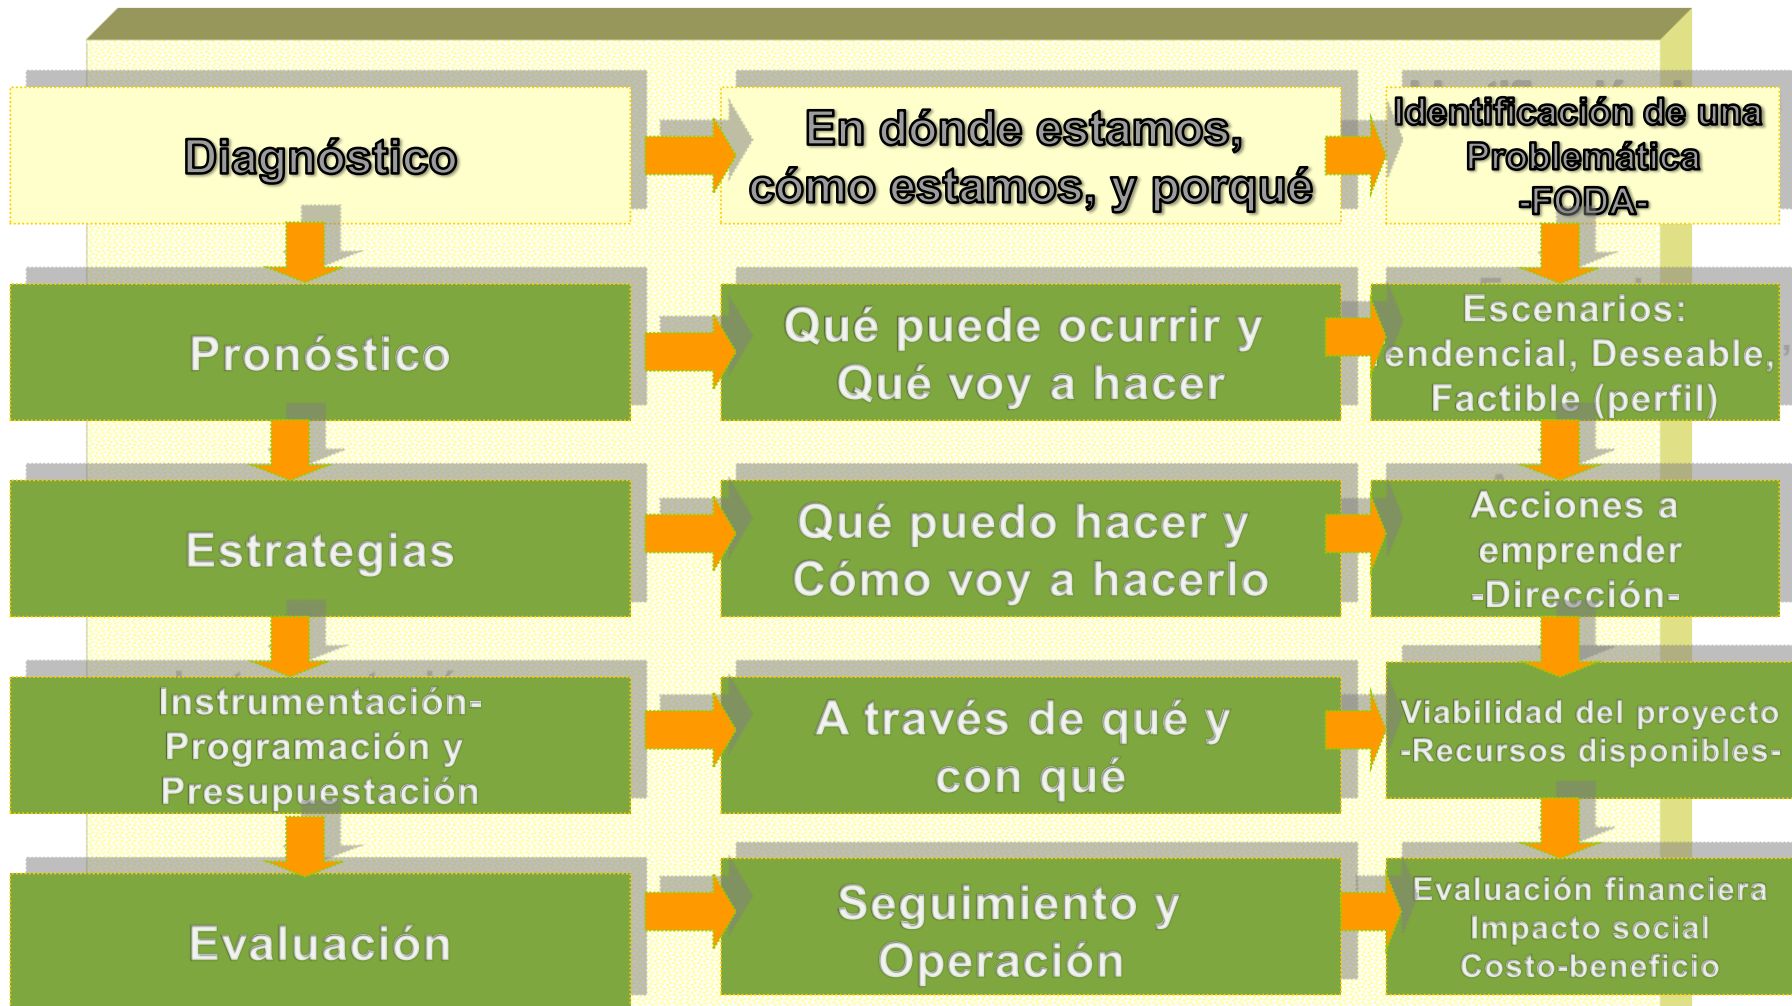 Diagnóstico
En dónde estamos,
cómo estamos, y porqué
Identificación de una
Problemática
-FODA-
Pronóstico
Qué puede ocurrir y
Qué voy a hacer
Escenarios:
endencial, Deseable,
Factible (perfil)
Estrategias
Qué puedo hacer y
Cómo voy a hacerlo
Acciones a
emprender
-Dirección-
Instrumentación-
Programación y
Presupuestación
A través de qué y
con qué
Viabilidad del proyecto
-Recursos disponibles-
Evaluación
Seguimiento y
Operación
Evaluación financiera
Impacto social
Costo-beneficio